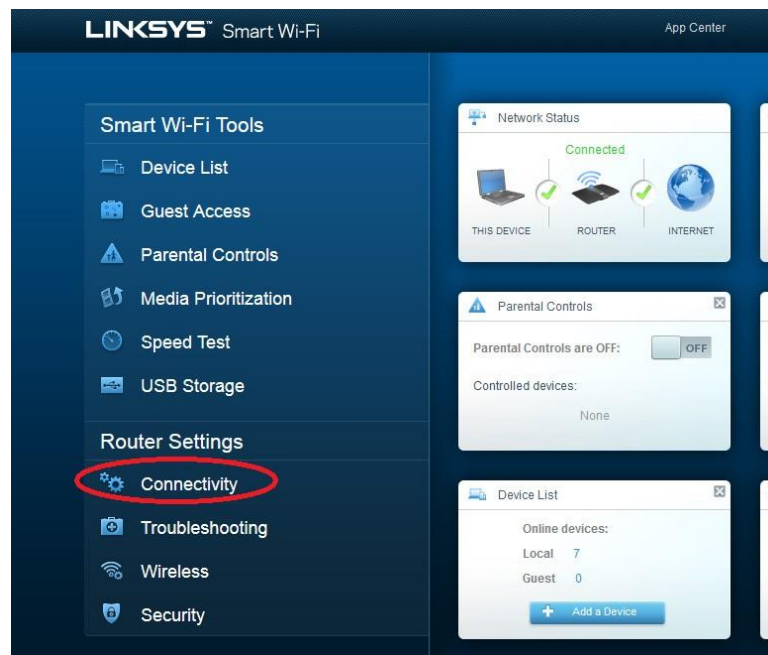 LINKSYS™ Smart Wi-Fi
App Center
Smart Wi-Fi Tools
Device List
Guest Access
Parental Controls
Media Prioritization
Speed Test
USB Storage
Router Settings
Connectivity
Troubleshooting
Wireless
Security
Network Status
Connected
THIS DEVICE ROUTER INTERNET
Parental Controls
Parental Controls are OFF: OFF
Controlled devices:
None
Device List
Online devices:
Local 7
Guest 0
+ Add a Device